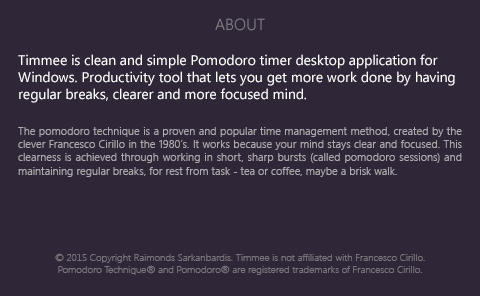 ABOUT
Timmee is clean and simple Pomodoro timer desktop application for
Windows. Productivity tool that lets you get more work done by having
regular breaks, clearer and more focused mind.
The pomodoro technique is a proven and popular time management method, created by the
clever Francesco Cirillo in the 1980's. It works because your mind stays clear and focused. This
clearness is achieved through working in short, sharp bursts (called pomodoro sessions) and
maintaining regular breaks, for rest from task - tea or coffee, maybe a brisk walk.
© 2015 Copyright Raimonds Sarkanbardis. Timmee is not affiliated with Francesco Cirillo.
Pomodoro Technique® and Pomodoro® are registered trademarks of Francesco Cirillo.